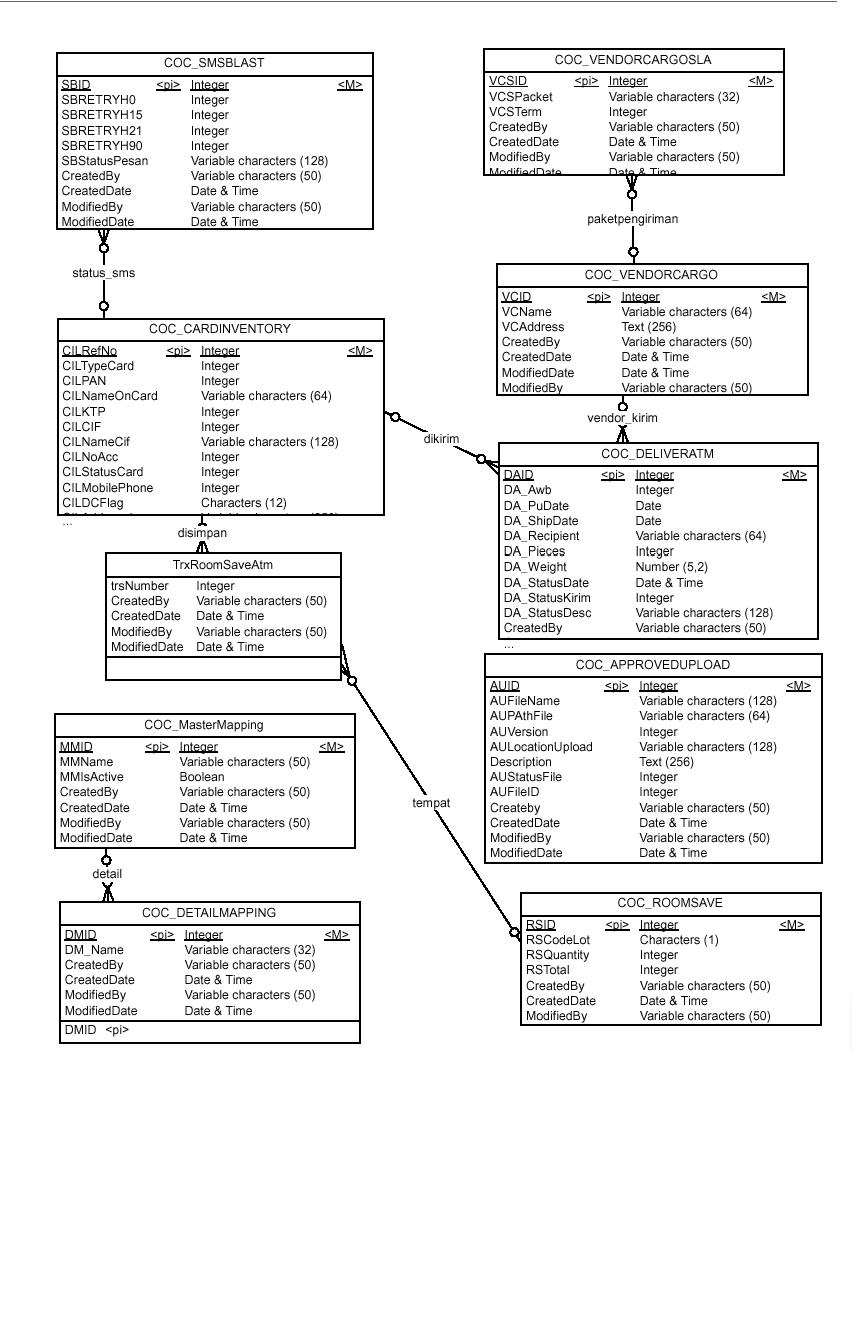 COC_SMSBLAST
SBID <pi> Integer <M>
SBRETRYH0 Integer
SBRETRYH15 Integer
SBRETRYH21 Integer
SBRETRYH90 Integer
SBStatusPesan Variable characters (128)
CreatedBy Variable characters (50)
CreatedDate Date & Time
ModifiedBy Variable characters (50)
ModifiedDate Date & Time
status_sms
COC_CARDINVENTORY
CILRefNo <pi> Integer <M>
CILTypeCard Integer
CILPAN Integer
CILNameOnCard Variable characters (64)
CILKTP Integer
CILCIF Integer
CILNameCif Variable characters (128)
CILNoAcc Integer
CILStatusCard Integer
CILMobilePhone Integer
CILDCFlag Characters (12)
...
disimpan
TrxRoomSaveAtm
trsNumber Integer
CreatedBy Variable characters (50)
CreatedDate Date & Time
ModifiedBy Variable characters (50)
ModifiedDate Date & Time
COC_MasterMapping
MMID <pi> Integer <M>
MMName Variable characters (50)
MMIsActive Boolean
CreatedBy Variable characters (50)
CreatedDate Date & Time
ModifiedBy Variable characters (50)
ModifiedDate Date & Time
detail
COC_DETAILMAPPING
DMID <pi> Integer <M>
DM_Name Variable characters (32)
CreatedBy Variable characters (50)
CreatedDate Date & Time
ModifiedBy Variable characters (50)
ModifiedDate Date & Time
DMID <pi>
COC_VENDORCARGOSLA
VCSID <pi> Integer <M>
VCSPacket Variable characters (32)
VCSTerm Integer
CreatedBy Variable characters (50)
CreatedDate Date & Time
ModifiedBy Variable characters (50)
ModifiedDate Date & Time
paketpengiriman
COC_VENDORCARGO
VCID <pi> Integer <M>
VCName Variable characters (64)
VCAddress Text (256)
CreatedBy Variable characters (50)
CreatedDate Date & Time
ModifiedDate Date & Time
ModifiedBy Variable characters (50)
vendor_kirim
dikirim
COC_DELIVERATM
DAID <pi> Integer <M>
DA_Awb Integer
DA_PuDate Date
DA_ShipDate Date
DA_Recipient Variable characters (64)
DA_Pieces Integer
DA_Weight Number (5,2)
DA_StatusDate Date & Time
DA_StatusKirim Integer
DA_StatusDesc Variable characters (128)
CreatedBy Variable characters (50)
...
COC_APPROVEDUPLOAD
AUID <pi> Integer <M>
AUFileName Variable characters (128)
AUPAthFile Variable characters (64)
AUVersion Integer
AULocationUpload Variable characters (128)
Description Text (256)
AUStatusFile Integer
AUFileID Integer
Createby Variable characters (50)
CreatedDate Date & Time
ModifiedBy Variable characters (50)
ModifiedDate Date & Time
tempat
COC_ROOMSAVE
RSID <pi> Integer <M>
RSCodeLot Characters (1)
RSQuantity Integer
RSTotal Integer
CreatedBy Variable characters (50)
CreatedDate Date & Time
ModifiedBy Variable characters (50)